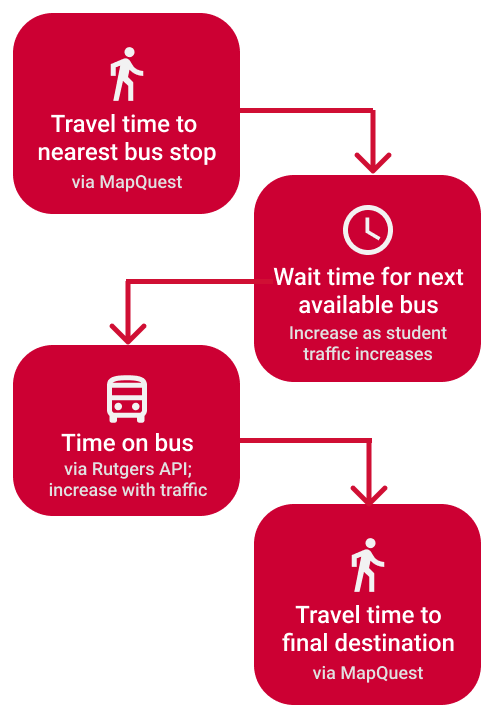 Travel time to
nearest bus stop
via MapQuest
Wait time for next
available bus
Increase as student
traffic increases
Time on bus
via Rutgers API;
increase with traffic
Travel time to
final destination
via MapQuest